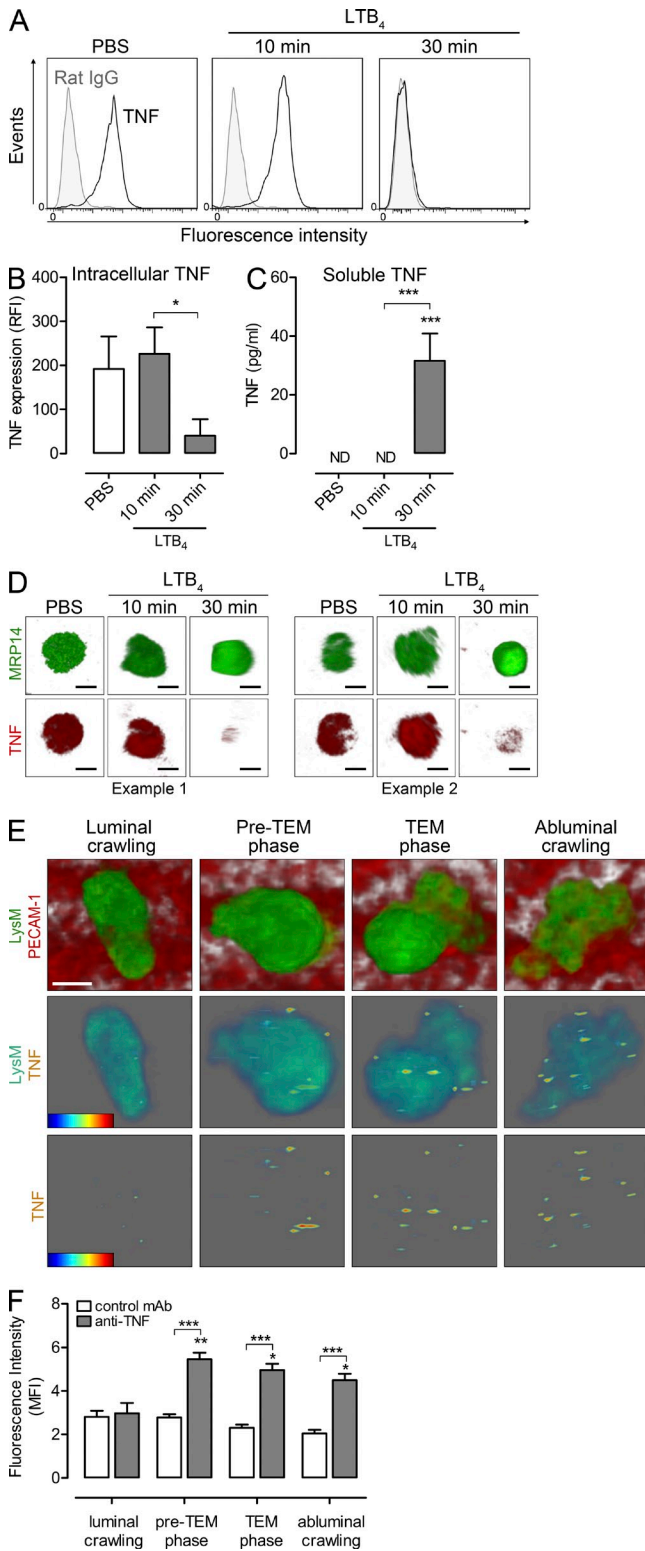 A
LTB4
PBS
10 min
30 min
Rat IgG
TNF
Events
0
0
0
0
0
0
Fluorescence intensity
B
Intracellular TNF
TNF expression (RFI)
400
300
200
100
0
*
PBS
10 min
30 min
LTB4
C
Soluble TNF
TNF (pg/ml)
60
40
20
0
***
***
ND
ND
PBS
10 min
30 min
LTB4
D
LTB4
LTB4
PBS
10 min
30 min
PBS
10 min
30 min
MRP14
TNF
Example 1
Example 2
E
Luminal crawling
Pre-TEM phase
TEM phase
Abluminal crawling
LysM
PECAM-1
LysM
TNF
TNF
F
control mAb
anti-TNF
Fluorescence Intensity
(MFI)
8
6
4
2
0
***
**
***
*
***
*
luminal crawling
pre-TEM phase
TEM phase
abluminal crawling